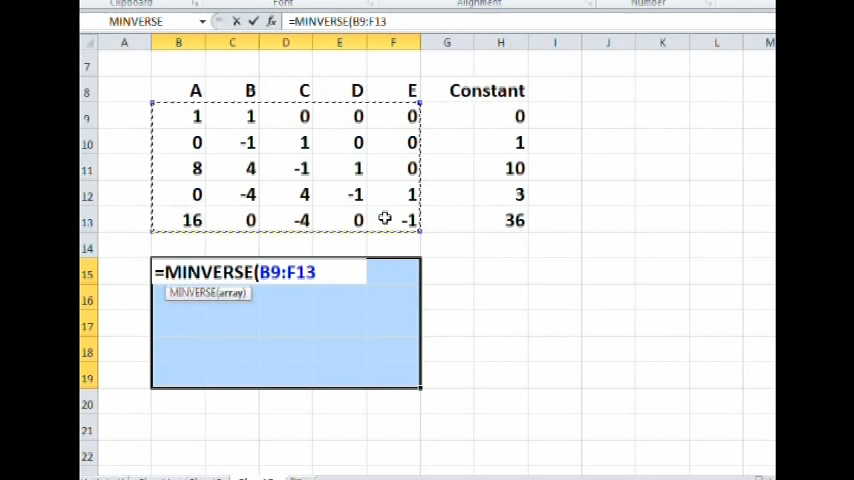 Clipboard Font Alignment Number
MINVERSE fx =MINVERSE(B9:F13
A B C D E F G H I J K L M
7
8 A B C D E Constant
9 1 1 0 0 0 0
10 0 -1 1 0 0 1
11 8 4 -1 1 0 10
12 0 -4 4 -1 1 3
13 16 0 -4 0 -1 36
14
15 =MINVERSE(B9:F13
16 MINVERSE(array)
17
18
19
20
21
22